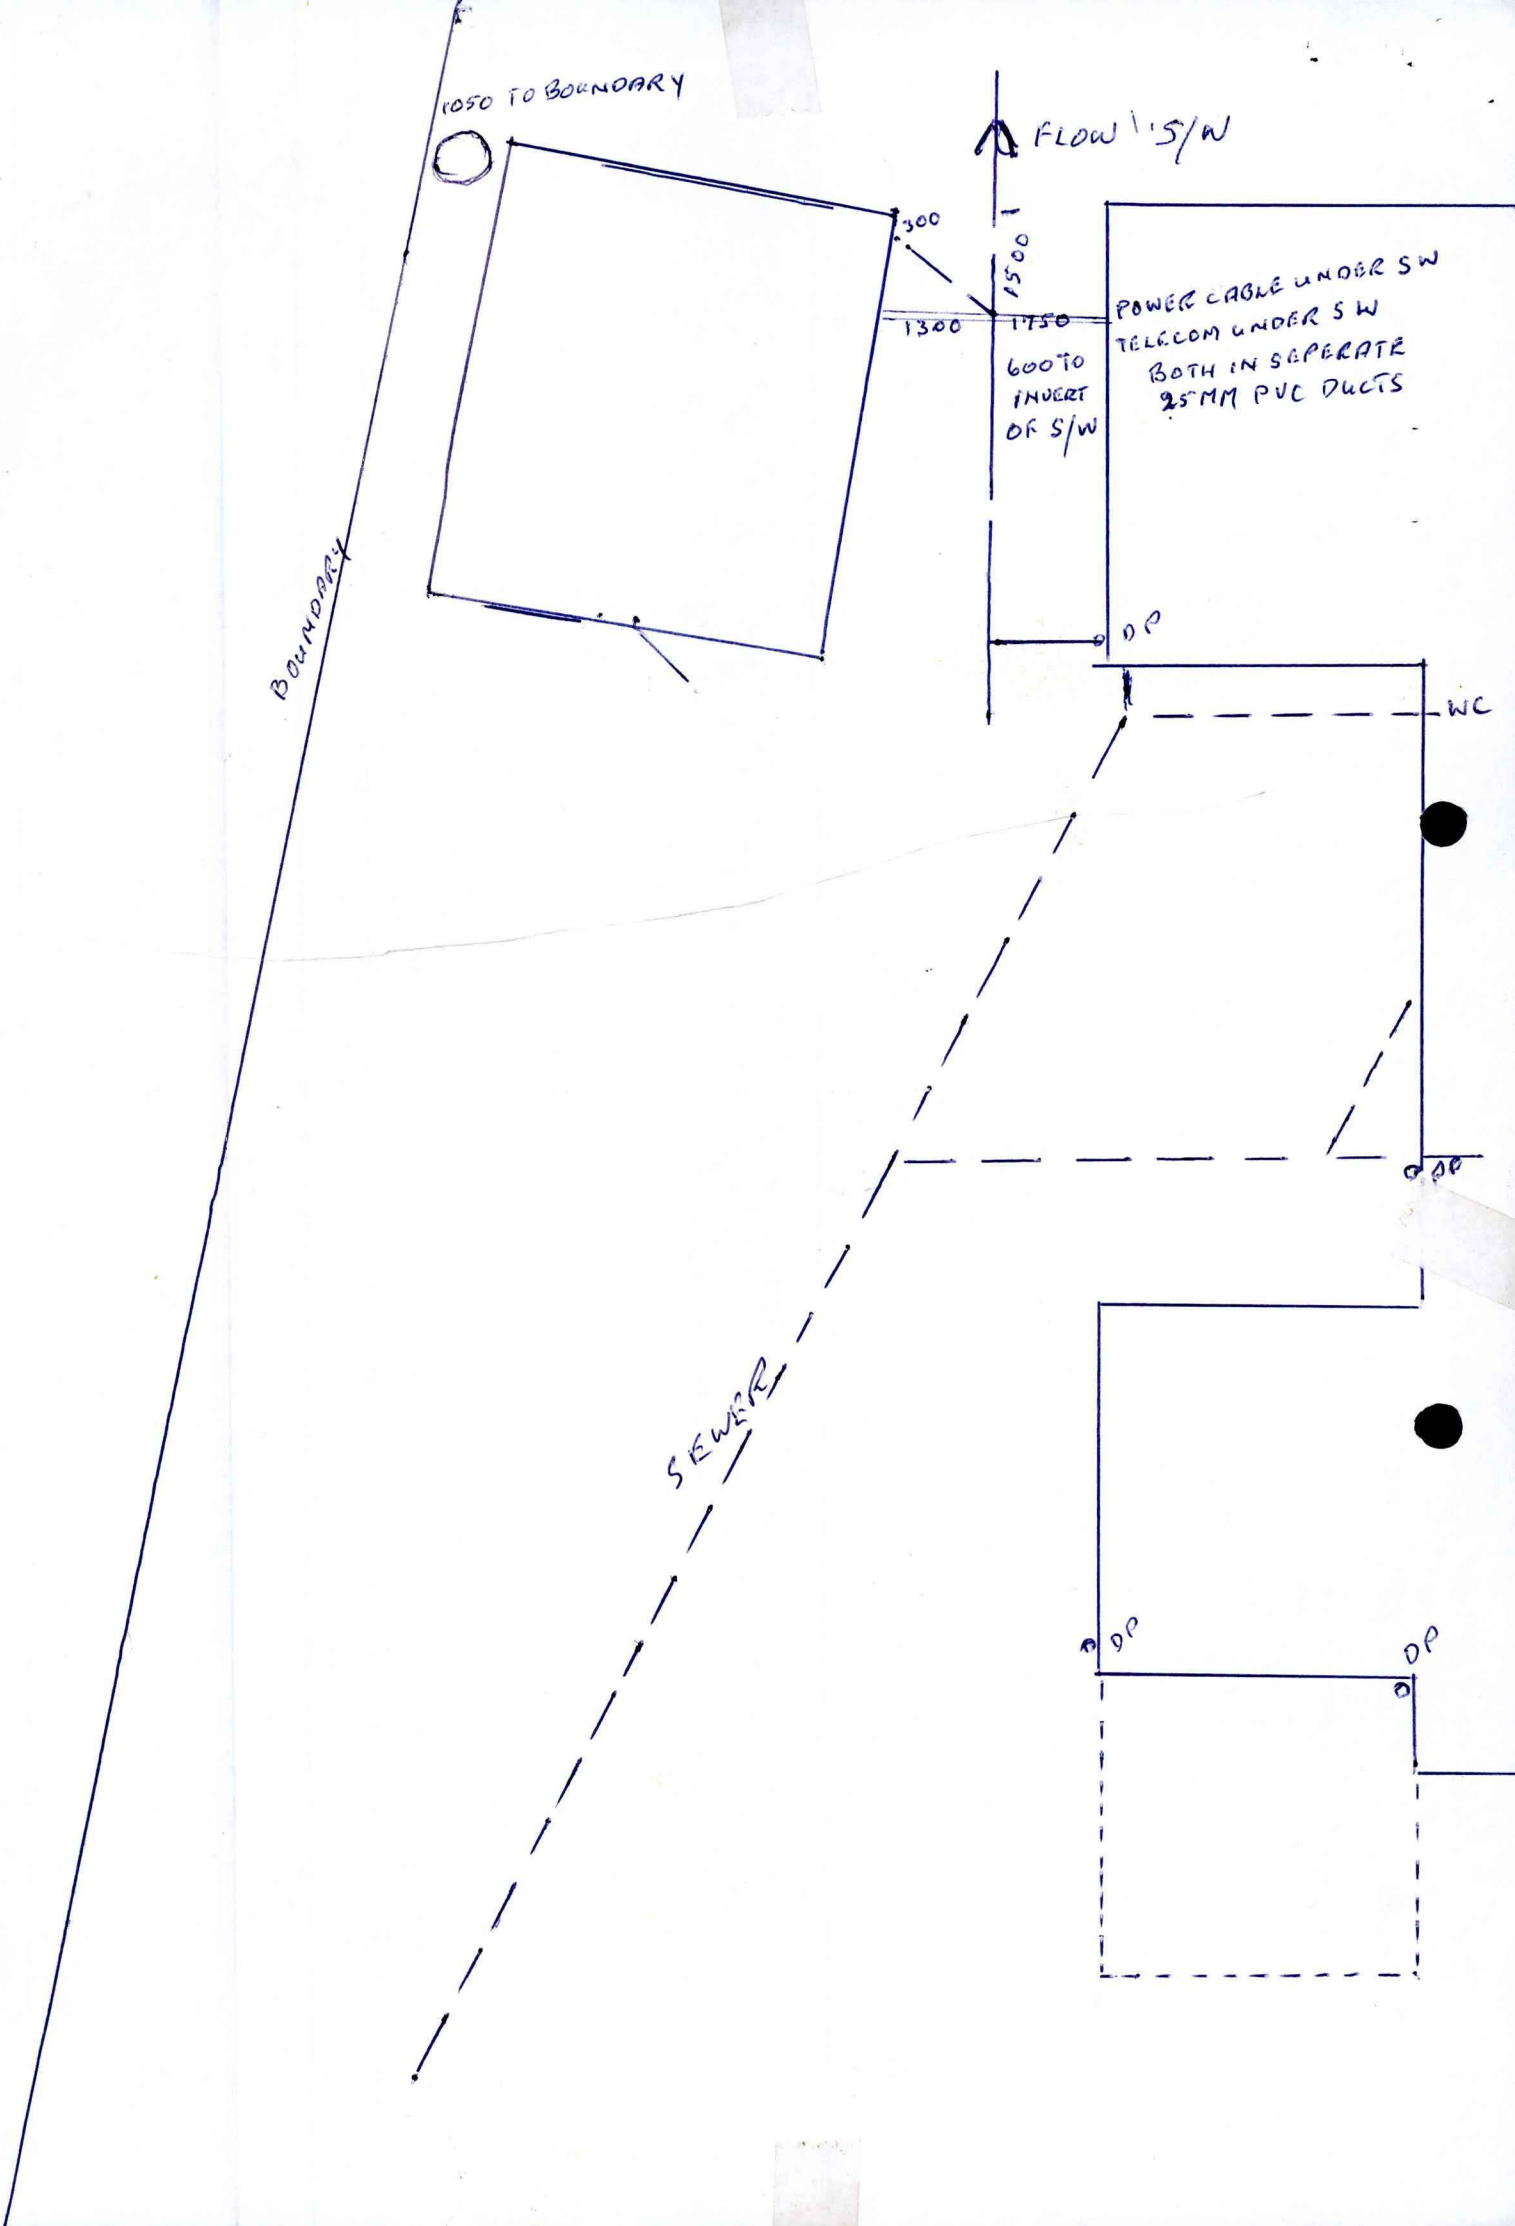 1050 TO BOUNDARY
FLOW S/W
300
1500
1300
1750
POWER CABLE UNDER SW
TELECOM UNDER SW
BOTH IN SEPERATE
25MM PVC DUCTS
600 TO
INVERT
OF S/W
BOUNDARY
DP
WC
DP
SEWER
DP
DP